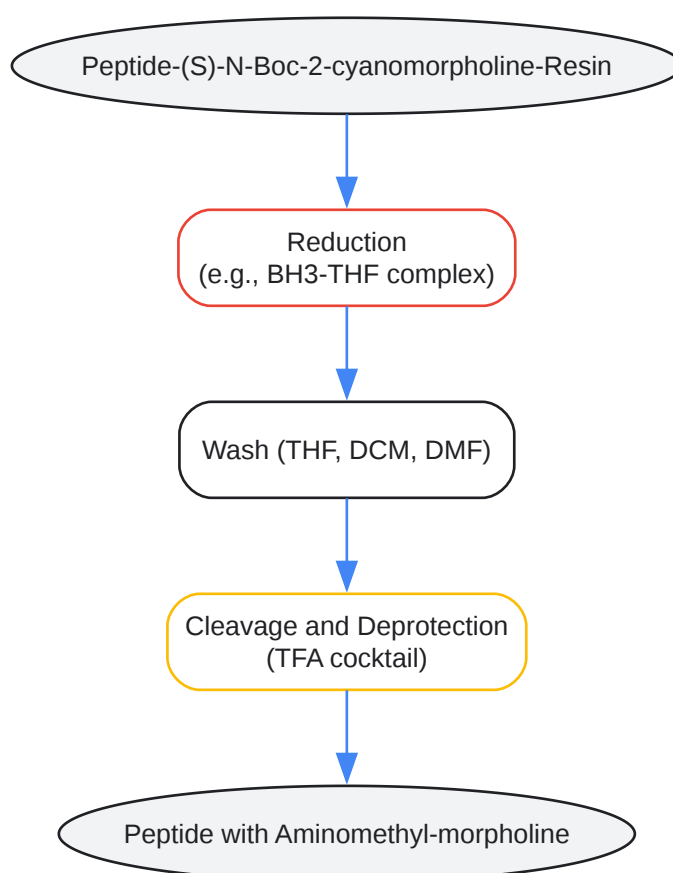 Peptide-(S)-N-Boc-2-cyanomorpholine-Resin
Reduction
(e.g., BH3-THF complex)
Wash (THF, DCM, DMF)
Cleavage and Deprotection
(TFA cocktail)
Peptide with Aminomethyl-morpholine